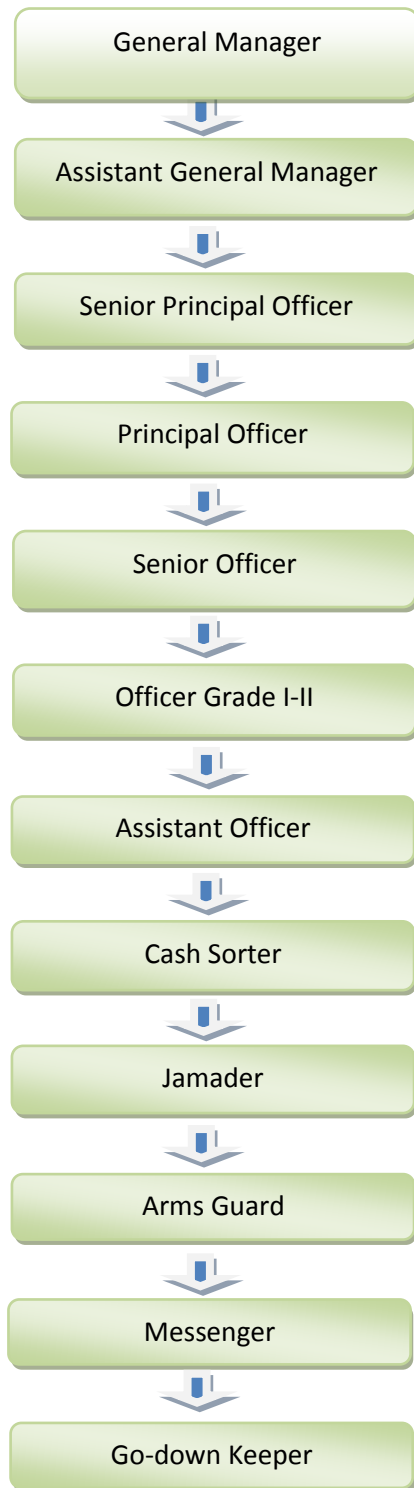 General Manager
Assistant General Manager
Senior Principal Officer
Principal Officer
Senior Officer
Officer Grade I-II
Assistant Officer
Cash Sorter
Jamader
Arms Guard
Messenger
Go-down Keeper